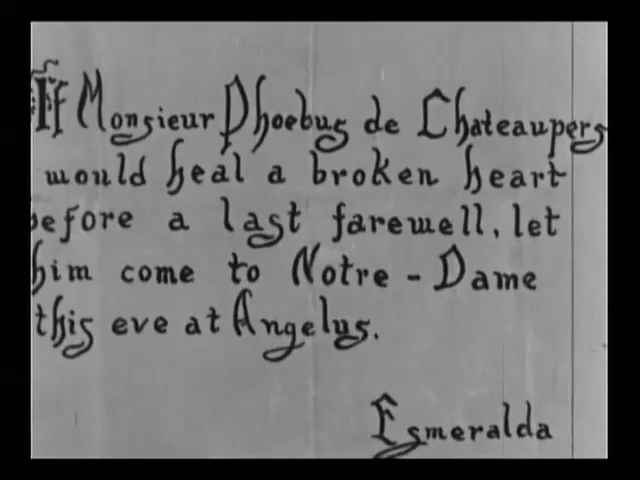 If Monsieur Phoebus de Chateaupers
would heal a broken heart
before a last farewell, let
him come to Notre-Dame
this eve at Angelus.
Esmeralda